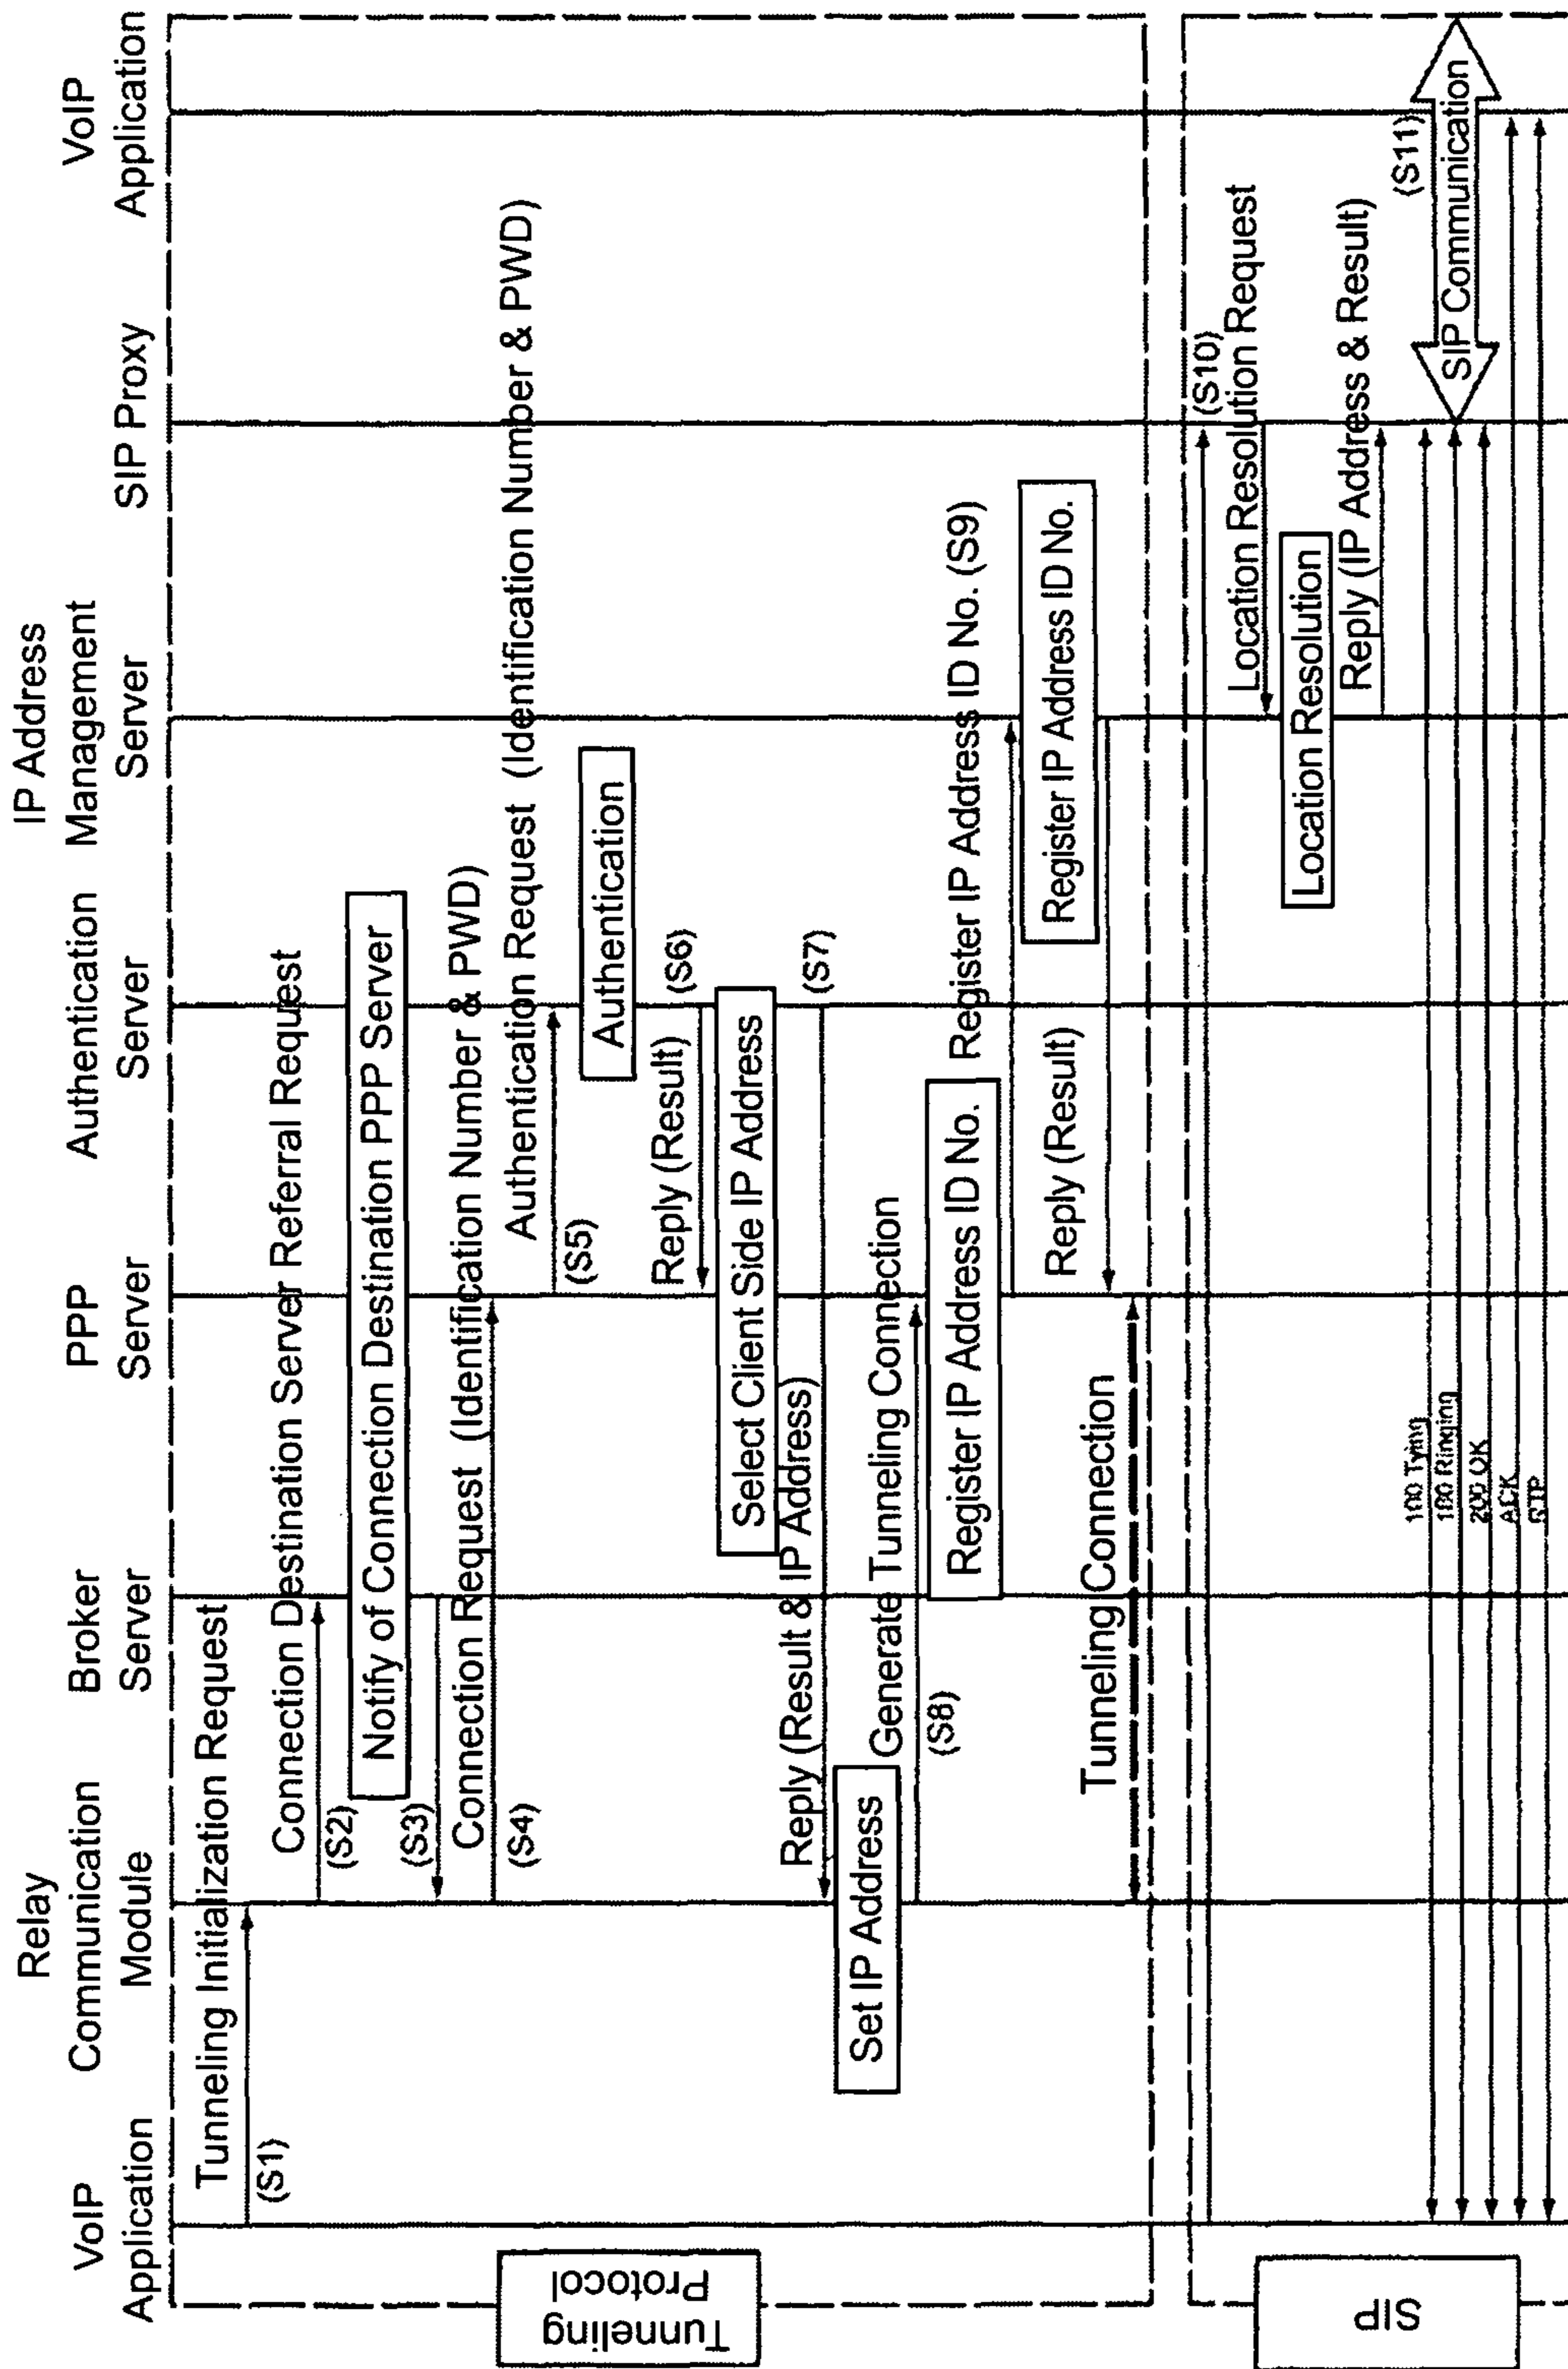 VoIP
Application
Relay
Communication
Module
Broker
Server
PPP
Server
Authentication
Server
IP Address
Management
Server
SIP Proxy
VoIP
Application
Tunneling
Protocol
Tunneling Initialization Request
(S1)
Connection Destination Server Referral Request
(S2)
Notify of Connection Destination PPP Server
(S3)
Connection Request (Identification Number & PWD)
(S4)
Authentication Request (Identification Number & PWD)
(S5)
Authentication
(S6)
Reply (Result)
Select Client Side IP Address
(S7)
Reply (Result & IP Address)
Set IP Address
Generate Tunneling Connection
(S8)
Register IP Address ID No.
Register IP Address ID No. (S9)
Register IP Address ID No.
Reply (Result)
Tunneling Connection
SIP
(S10)
Location Resolution Request
Location Resolution
Reply (IP Address & Result)
(S11)
SIP Communication
100 Tying
180 Ringing
200 OK
ACK
RTP